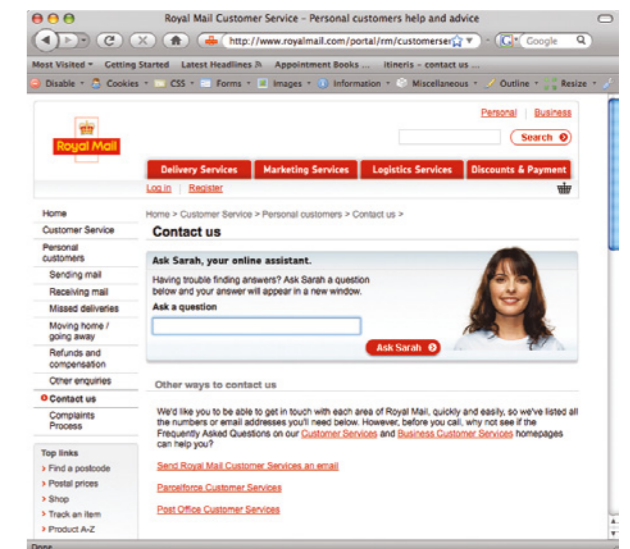 Royal Mail Customer Service – Personal customers help and advice
http://www.royalmail.com/portal/rm/customerser
Google
Most Visited Getting Started Latest Headlines Appointment Books ... Itineris - contact us ...
Disable Cookies CSS Forms Images Information Miscellaneous Outline Resize
Personal | Business
Royal Mail
Search
Delivery Services Marketing Services Logistics Services Discounts & Payment
Log in | Register
Home
Customer Service
Personal
customers
Sending mail
Receiving mail
Missed deliveries
Moving home /
going away
Refunds and
compensation
Other enquiries
Contact us
Complaints
Process
Top links
> Find a postcode
> Postal prices
> Shop
> Track an item
> Product A-Z
Home > Customer Service > Personal customers > Contact us >
Contact us
Ask Sarah, your online assistant.
Having trouble finding answers? Ask Sarah a question
below and your answer will appear in a new window.
Ask a question
Ask Sarah
Other ways to contact us
We'd like you to be able to get in touch with each area of Royal Mail, quickly and easily, so we've listed all
the numbers or email addresses you'll need below. However, before you call, why not see if the
Frequently Asked Questions on our Customer Services and Business Customer Services homepages
can help you?
Send Royal Mail Customer Services an email
Parcelforce Customer Services
Post Office Customer Services
Done